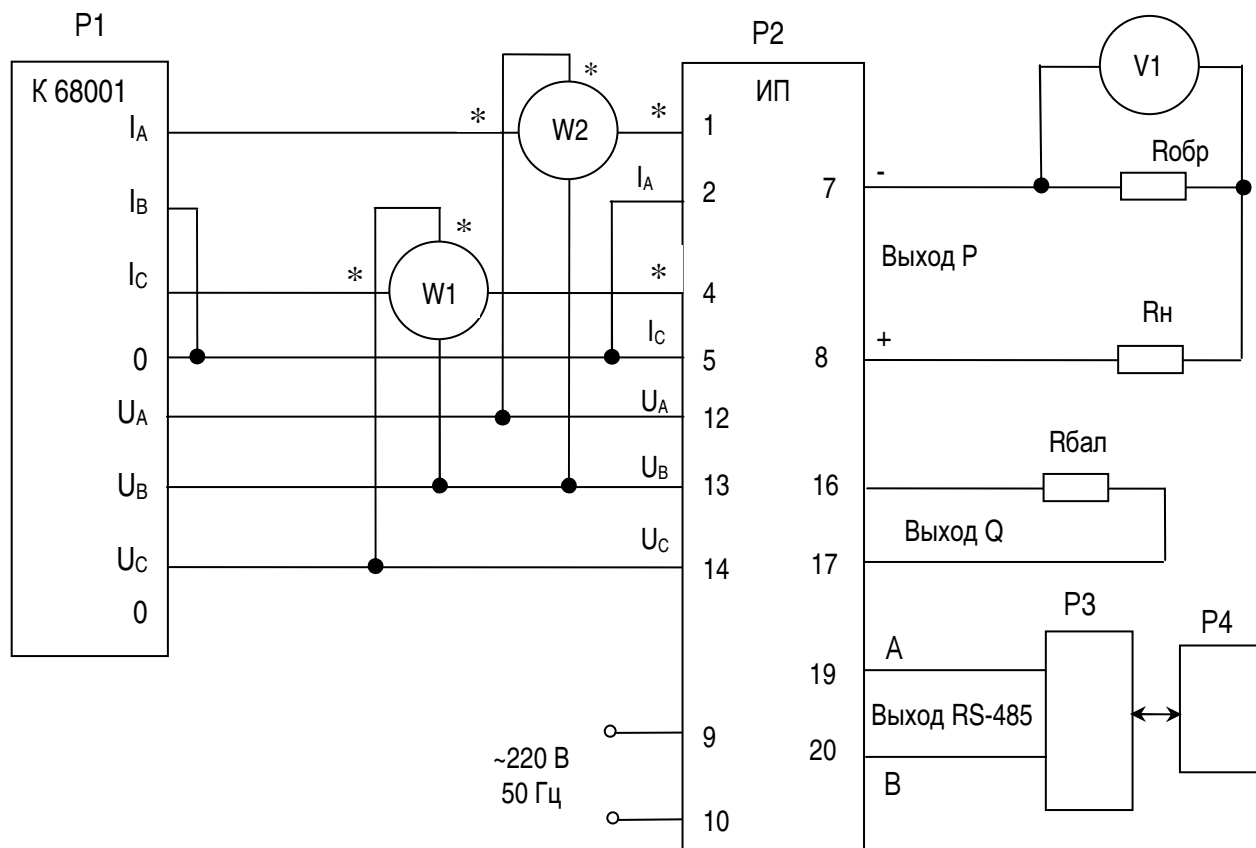 P1
К 68001
IA
IB
IC
0
UA
UB
UC
0
*
W2
*
*
*
W1
*
*
P2
ИП
1
IA
2
4
IC
5
UA
12
UB
13
UC
14
~220 В
50 Гц
9
10
7
-
Выход P
8
+
V1
Rобр
Rн
16
Rбал
Выход Q
17
19
A
Выход RS-485
20
B
P3
P4